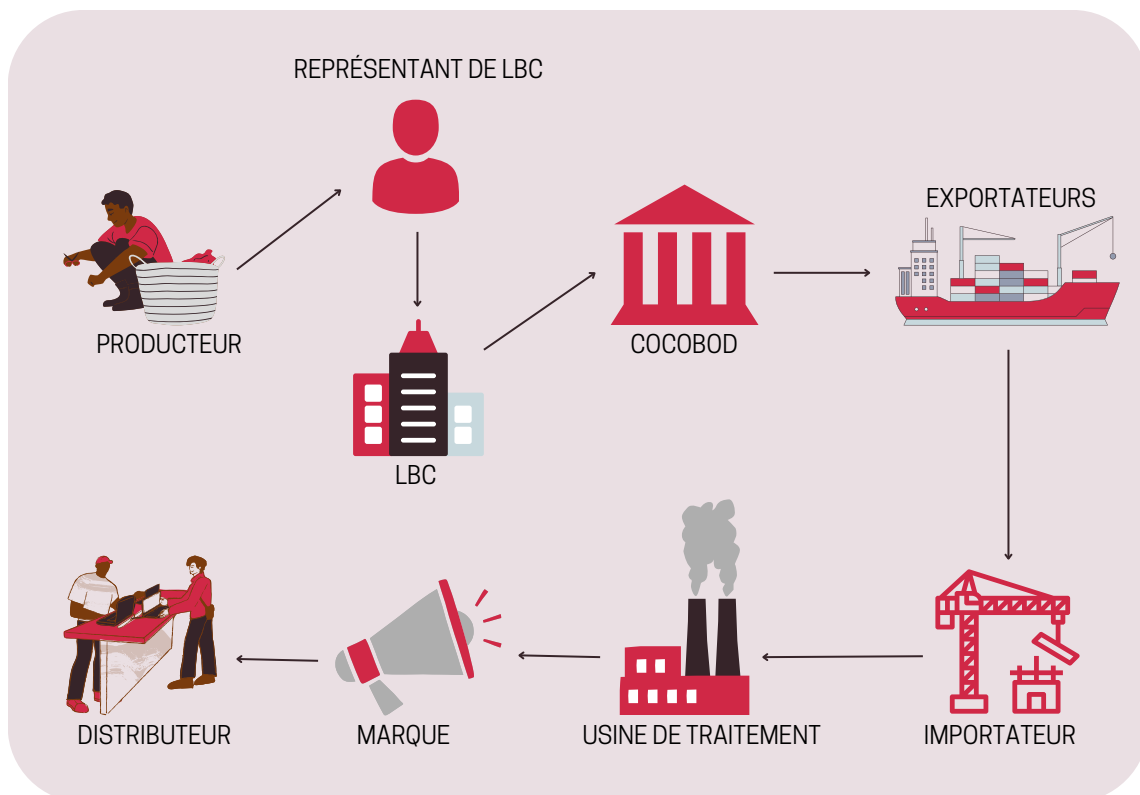 REPRÉSENTANT DE LBC
PRODUCTEUR
LBC
COCOBOD
EXPORTATEURS
IMPORTATEUR
USINE DE TRAITEMENT
MARQUE
DISTRIBUTEUR